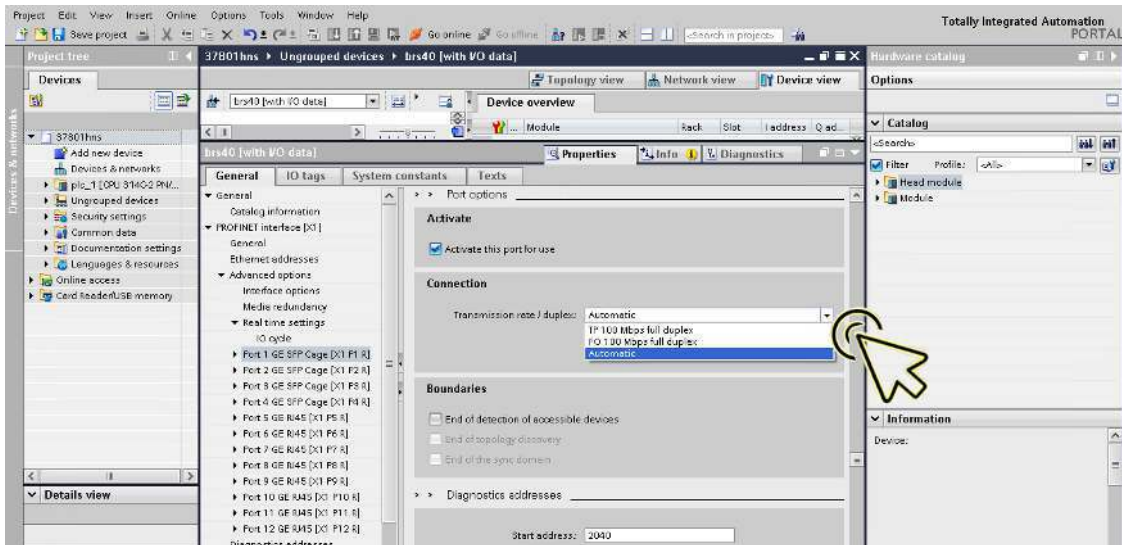 Project Edit View Insert Online Options Tools Window Help
Save project
Go online Go offline
<Search in project>
Totally Integrated Automation
PORTAL
Project tree
37801hns Ungrouped devices brs40 [with I/O data]
Hardware catalog
Devices
Topology view Network view Device view
Options
brs40 [with I/O data]
Device overview
... Module Rack Slot I address Q ad...
Catalog
<Search>
Filter Profile: <All>
Head module
Module
Devices & networks
37801hns
Add new device
Devices & networks
plc_1 [CPU 314C-2 PN/...
Ungrouped devices
Security settings
Common data
Documentation settings
Languages & resources
Online access
Card Reader/USB memory
Details view
brs40 [with I/O data]
Properties Info Diagnostics
General IO tags System constants Texts
General
Catalog information
PROFINET interface [X1]
General
Ethernet addresses
Advanced options
Interface options
Media redundancy
Real time settings
IO cycle
Port 1 GE SFP Cage [X1 P1 R]
Port 2 GE SFP Cage [X1 P2 R]
Port 3 GE SFP Cage [X1 P3 R]
Port 4 GE SFP Cage [X1 P4 R]
Port 5 GE RJ45 [X1 P5 R]
Port 6 GE RJ45 [X1 P6 R]
Port 7 GE RJ45 [X1 P7 R]
Port 8 GE RJ45 [X1 P8 R]
Port 9 GE RJ45 [X1 P9 R]
Port 10 GE RJ45 [X1 P10 R]
Port 11 GE RJ45 [X1 P11 R]
Port 12 GE RJ45 [X1 P12 R]
Diagnostics addresses
Port options
Activate
Activate this port for use
Connection
Transmission rate / duplex: Automatic
TP 100 Mbps full duplex
FO 100 Mbps full duplex
Automatic
Boundaries
End of detection of accessible devices
End of topology discovery
End of the sync domain
Diagnostics addresses
Start address: 2040
Information
Device: